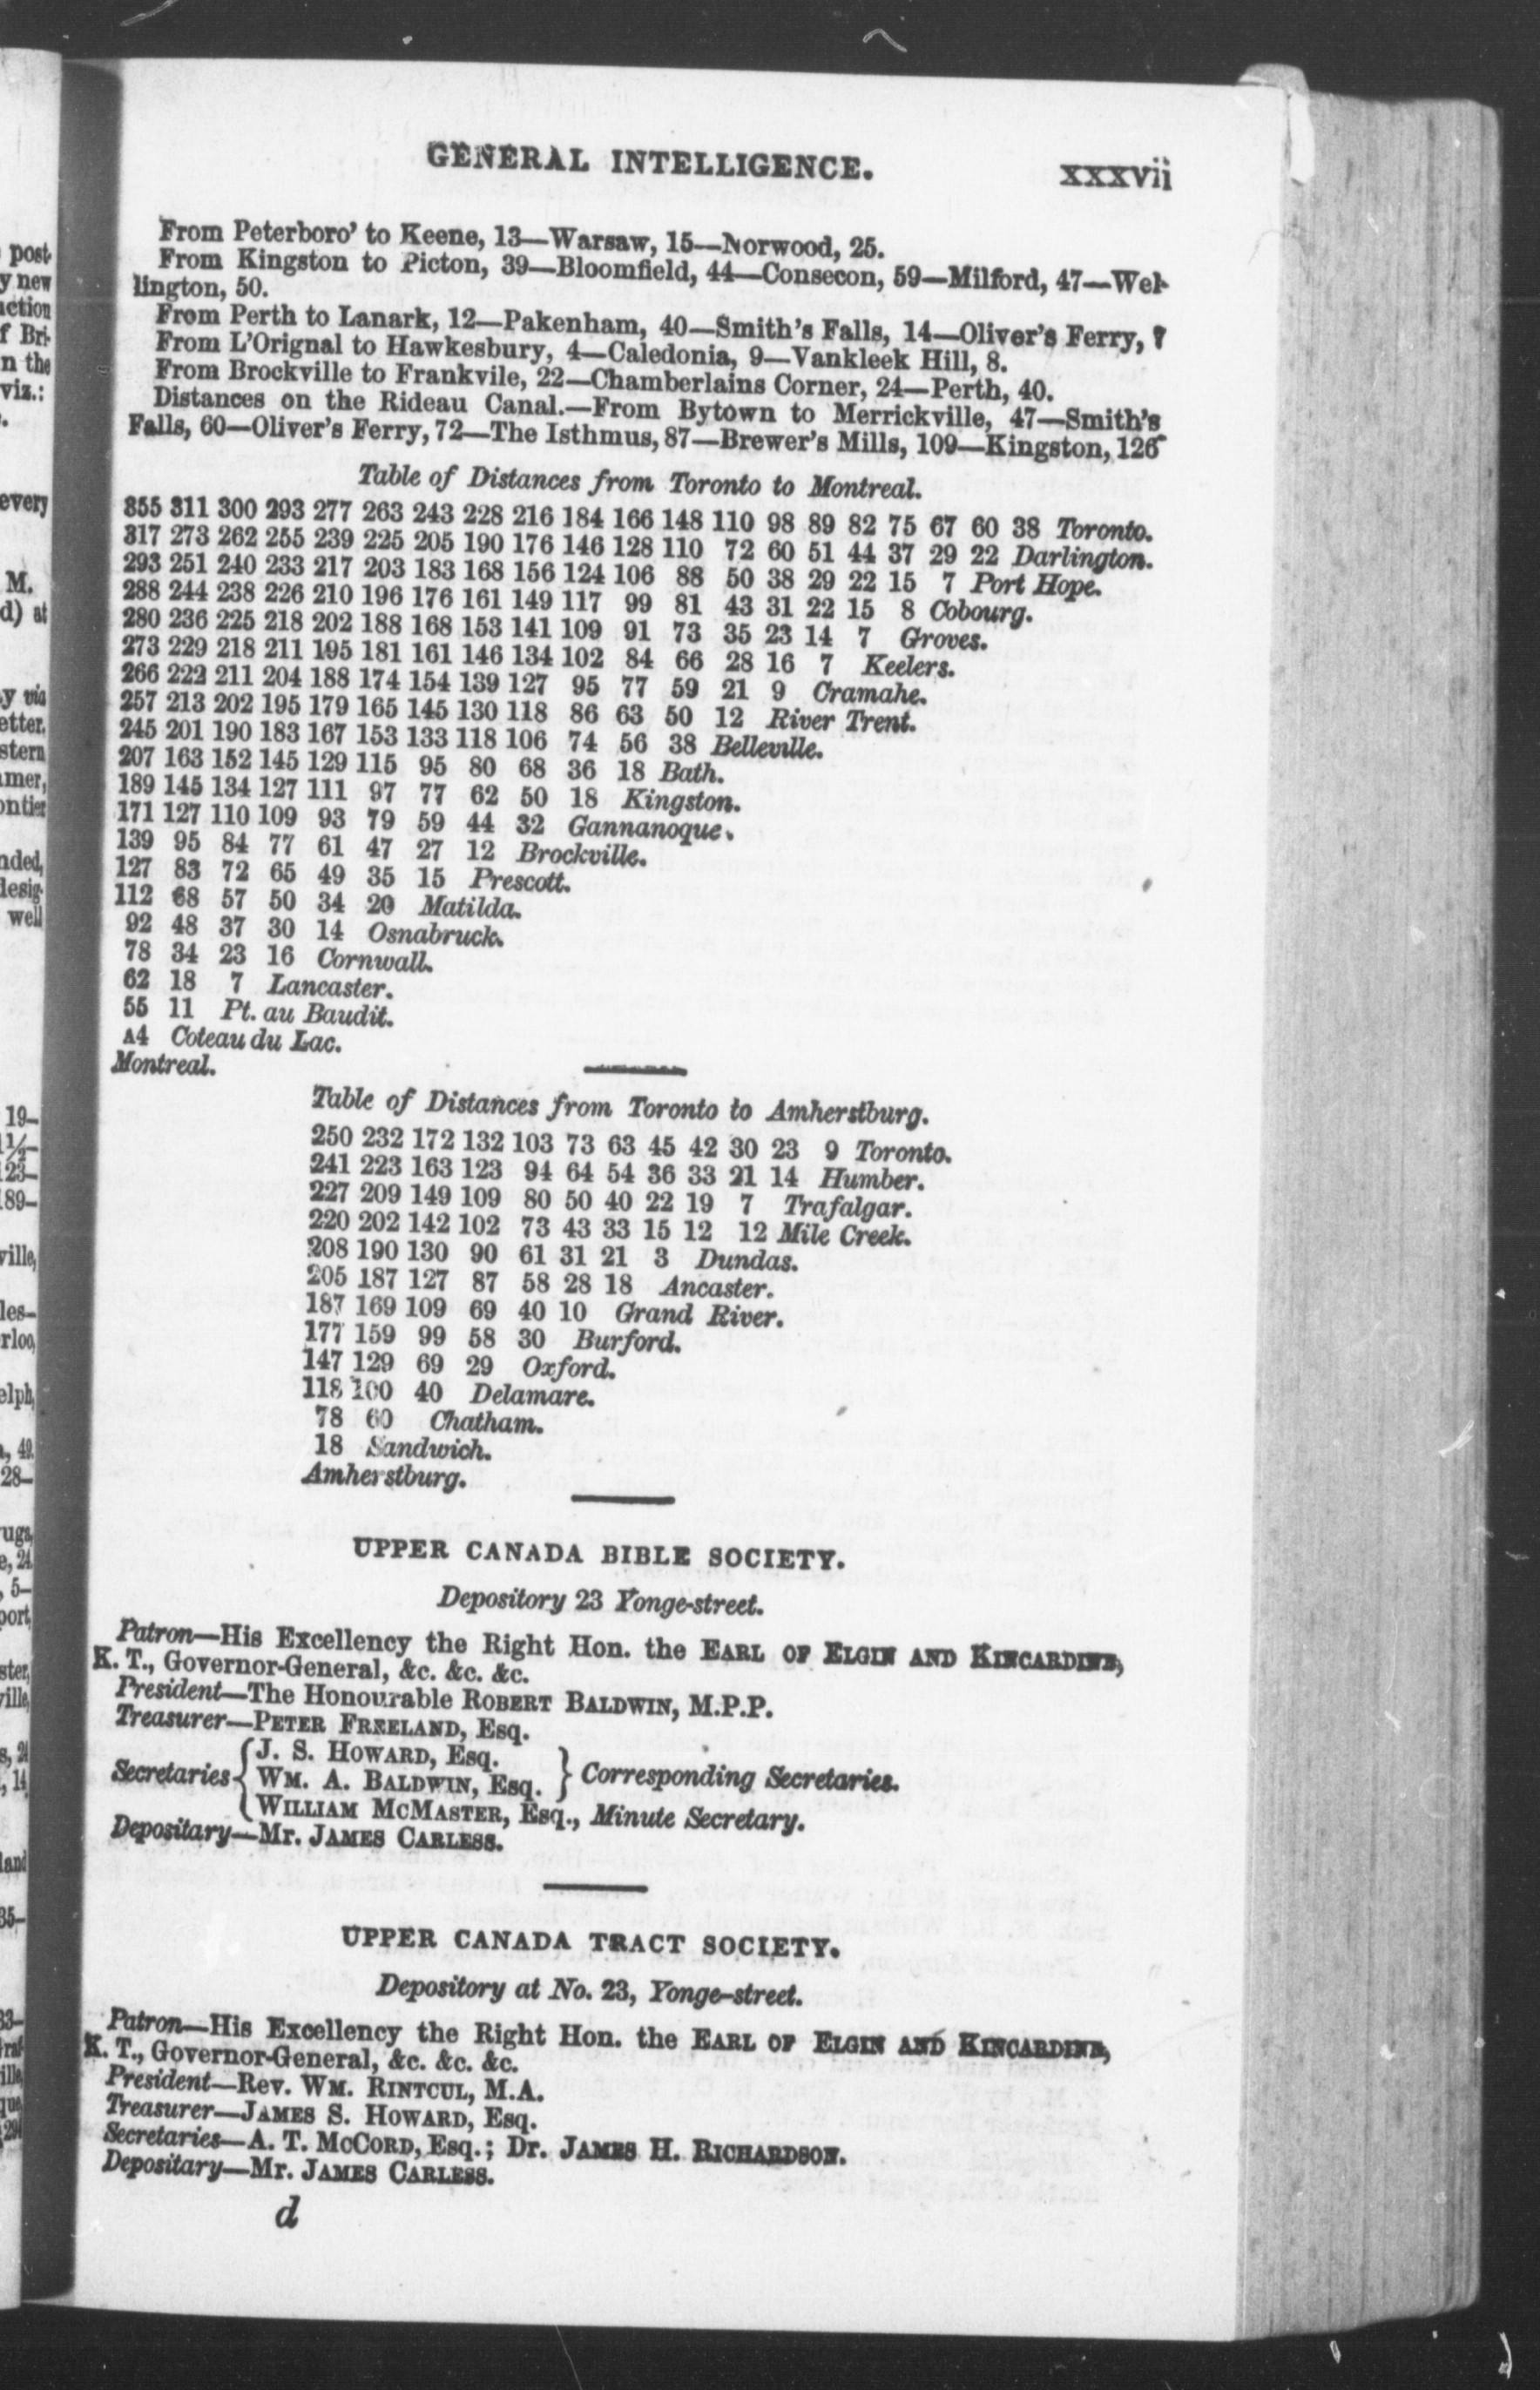 GENERAL INTELLIGENCE. xxxvii
From Peterboro' to Keene, 13—Warsaw, 15—Norwood, 25.
From Kingston to Picton, 39—Bloomfield, 44—Consecon, 59—Milford, 47—Wel-
lington, 50.
From Perth to Lanark, 12—Pakenham, 40—Smith's Falls, 14—Oliver's Ferry, 7
From L'Orignal to Hawkesbury, 4—Caledonia, 9—Vankleek Hill, 8.
From Brockville to Frankvile, 22—Chamberlains Corner, 24—Perth, 40.
Distances on the Rideau Canal.—From Bytown to Merrickville, 47—Smith's
Falls, 60—Oliver's Ferry, 72—The Isthmus, 87—Brewer's Mills, 109—Kingston, 126
Table of Distances from Toronto to Montreal.
355 311 300 293 277 263 243 228 216 184 166 148 110 98 89 82 75 67 60 38 Toronto.
317 273 262 255 239 225 205 190 176 146 128 110 72 60 51 44 37 29 22 Darlington.
293 251 240 233 217 203 183 168 156 124 106 88 50 38 29 22 15 7 Port Hope.
288 244 238 226 210 196 176 161 149 117 99 81 43 31 22 15 8 Cobourg.
280 236 225 218 202 188 168 153 141 109 91 73 35 23 14 7 Groves.
273 229 218 211 195 181 161 146 134 102 84 66 28 16 7 Keelers.
266 222 211 204 188 174 154 139 127 95 77 59 21 9 Cramahe.
257 213 202 195 179 165 145 130 118 86 63 50 12 River Trent.
245 201 190 183 167 153 133 118 106 74 56 38 Belleville.
207 163 152 145 129 115 95 80 68 36 18 Bath.
189 145 134 127 111 97 77 62 50 18 Kingston.
171 127 110 109 93 79 59 44 32 Gannanoque.
139 95 84 77 61 47 27 12 Brockville.
127 83 72 65 49 35 15 Prescott.
112 68 57 50 34 20 Matilda.
92 48 37 30 14 Osnabruck.
78 34 23 16 Cornwall.
62 18 7 Lancaster.
55 11 Pt. au Baudit.
A4 Coteau du Lac.
Montreal.
Table of Distances from Toronto to Amherstburg.
250 232 172 132 103 73 63 45 42 30 23 9 Toronto.
241 223 163 123 94 64 54 36 33 21 14 Humber.
227 209 149 109 80 50 40 22 19 7 Trafalgar.
220 202 142 102 73 43 33 15 12 12 Mile Creek.
208 190 130 90 61 31 21 3 Dundas.
205 187 127 87 58 28 18 Ancaster.
187 169 109 69 40 10 Grand River.
177 159 99 58 30 Burford.
147 129 69 29 Oxford.
118 100 40 Delamare.
78 60 Chatham.
18 Sandwich.
Amherstburg.
UPPER CANADA BIBLE SOCIETY.
Depository 23 Yonge-street.
Patron—His Excellency the Right Hon. the EARL OF ELGIN AND KINCARDINE,
K. T., Governor-General, &c. &c. &c.
President—The Honourable ROBERT BALDWIN, M.P.P.
Treasurer—PETER FREELAND, Esq.
Secretaries { J. S. HOWARD, Esq.
WM. A. BALDWIN, Esq. } Corresponding Secretaries.
WILLIAM MCMASTER, Esq., Minute Secretary.
Depositary—Mr. JAMES CARLESS.
UPPER CANADA TRACT SOCIETY.
Depository at No. 23, Yonge-street.
Patron—His Excellency the Right Hon. the EARL OF ELGIN AND KINCARDINE,
K. T., Governor-General, &c. &c. &c.
President—Rev. WM. RINTCUL, M.A.
Treasurer—JAMES S. HOWARD, Esq.
Secretaries—A. T. MCCORD, Esq.; Dr. JAMES H. RICHARDSON.
Depositary—Mr. JAMES CARLESS.
d